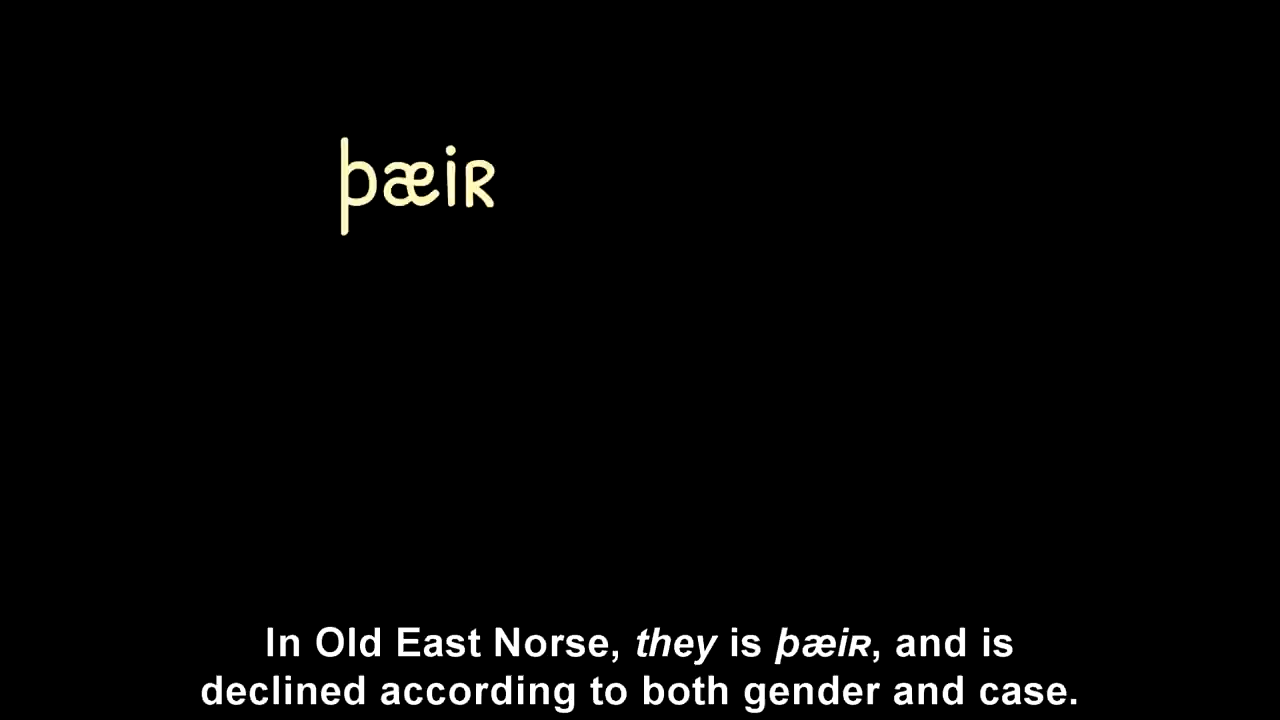 þæiʀ
In Old East Norse, they is þæiʀ, and is
declined according to both gender and case.